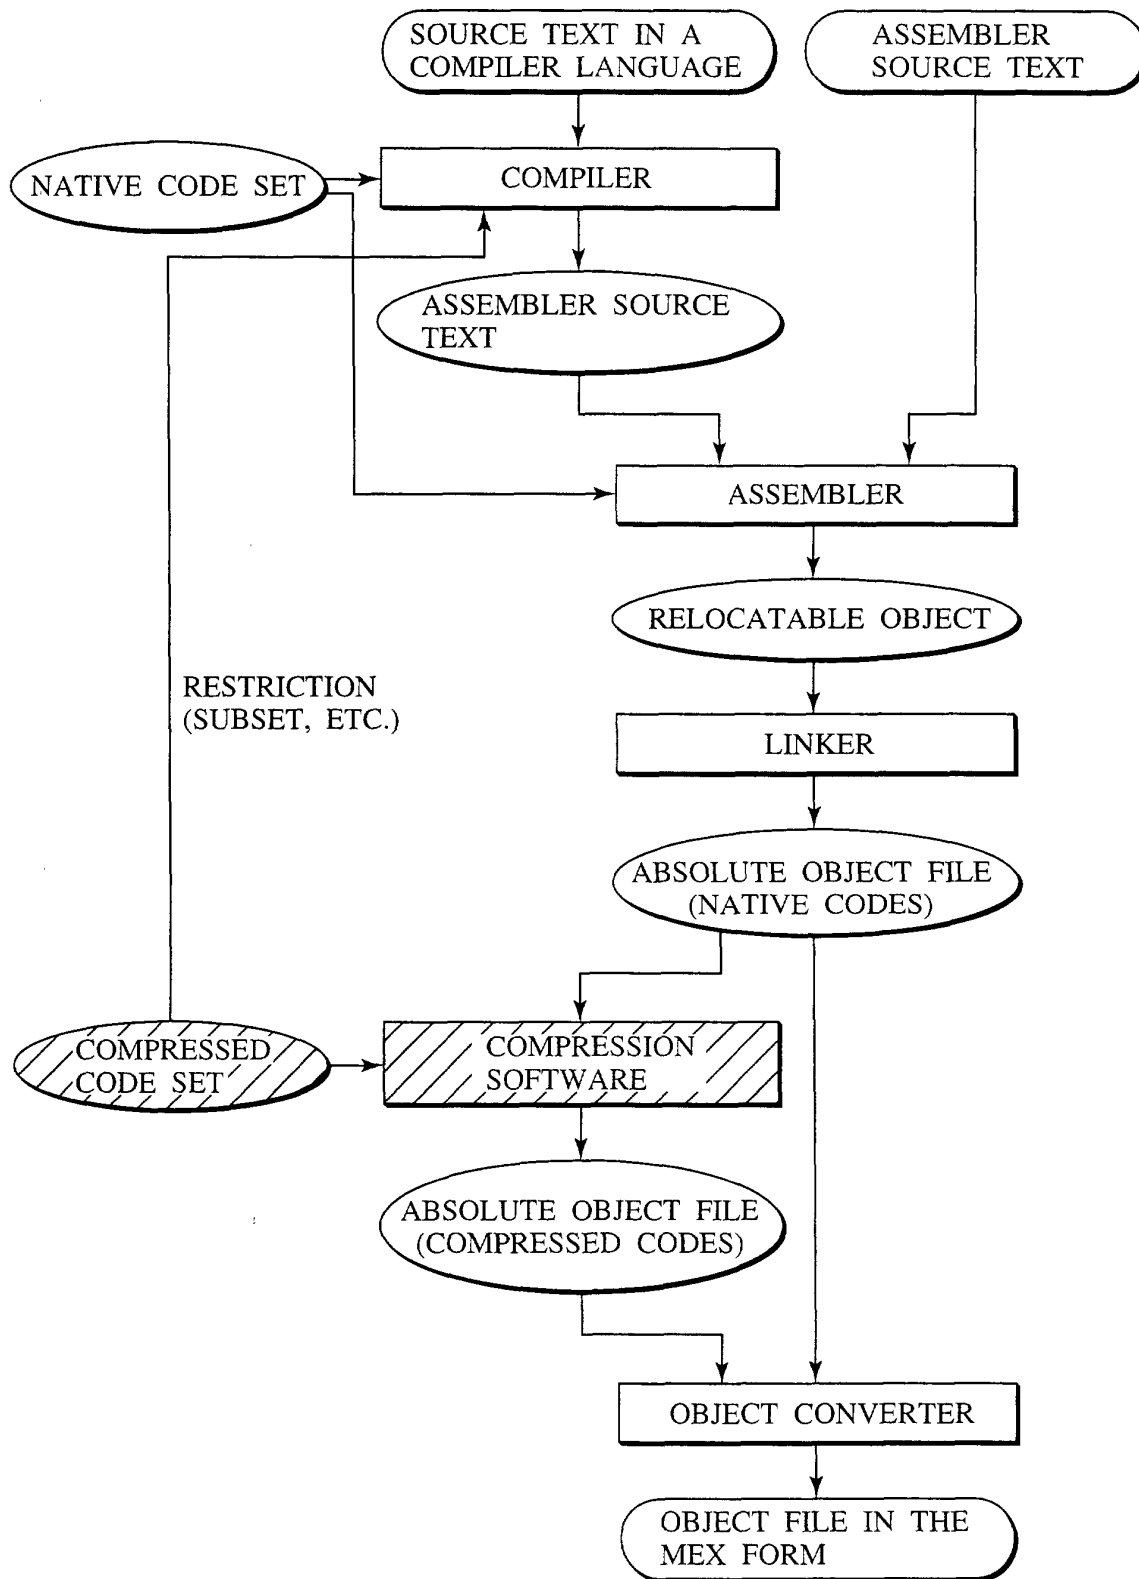 SOURCE TEXT IN A
COMPILER LANGUAGE
ASSEMBLER
SOURCE TEXT
NATIVE CODE SET
COMPILER
ASSEMBLER SOURCE
TEXT
ASSEMBLER
RELOCATABLE OBJECT
RESTRICTION
(SUBSET, ETC.)
LINKER
ABSOLUTE OBJECT FILE
(NATIVE CODES)
COMPRESSED
CODE SET
COMPRESSION
SOFTWARE
ABSOLUTE OBJECT FILE
(COMPRESSED CODES)
OBJECT CONVERTER
OBJECT FILE IN THE
MEX FORM